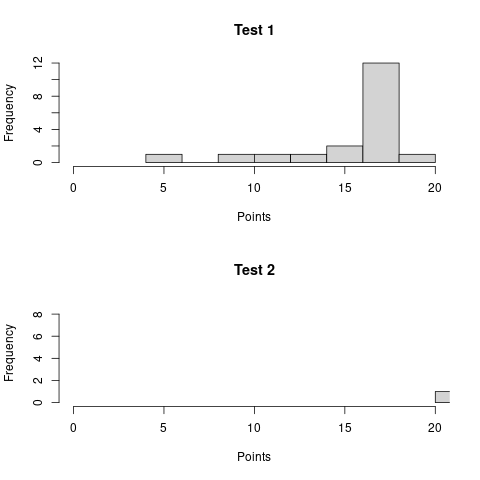 Test 1
Frequency
0 4 8 12
0 5 10 15 20
Points
Test 2
Frequency
0 2 4 6 8
0 5 10 15 20
Points